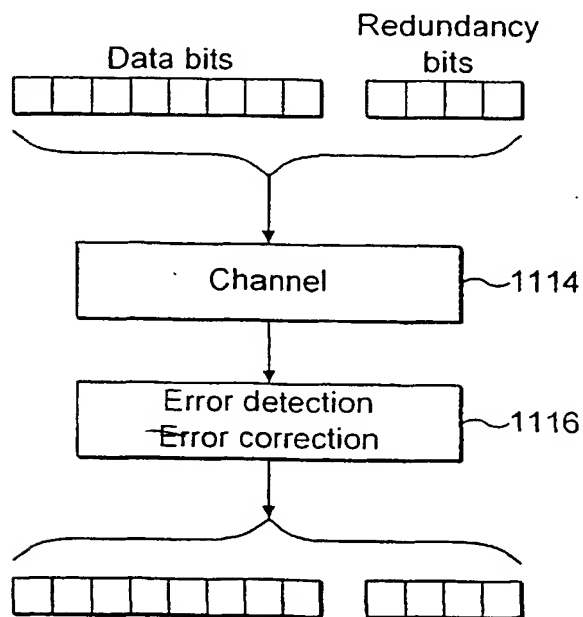 Redundancy
bits
Data bits
Channel
1114
Error detection
Error correction
1116